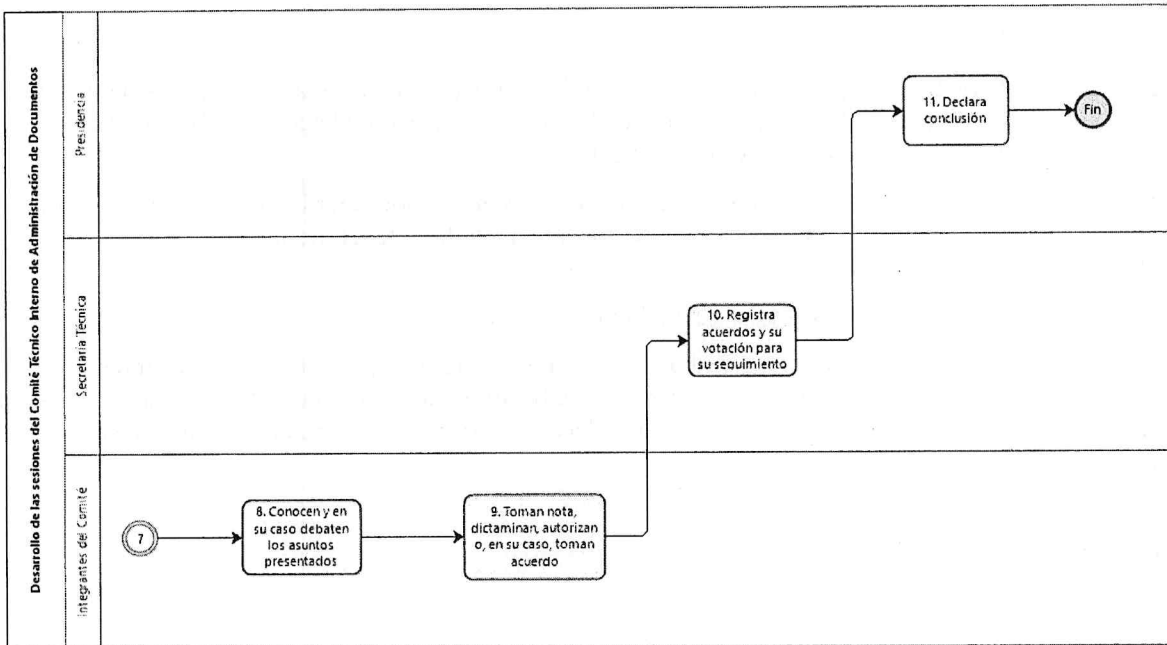 Desarrollo de las sesiones del Comité Técnico Interno de Administración de Documentos
Presidencia
11. Declara
conclusión
Fin
Secretaría Técnica
10. Registra
acuerdos y su
votación para
su seguimiento
Integrantes del Comité
7
8. Conocen y en
su caso debaten
los asuntos
presentados
9. Toman nota,
dictaminan, autorizan
o, en su caso, toman
acuerdo